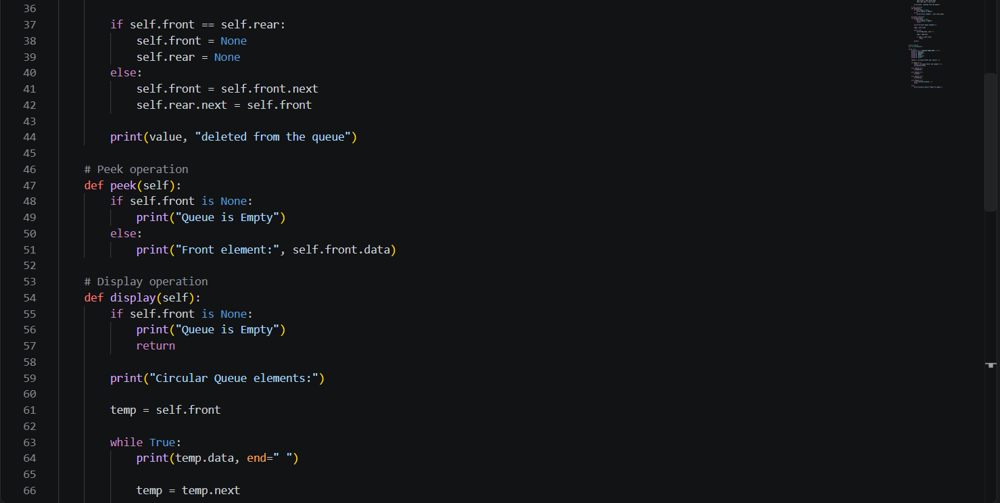 36
37 if self.front == self.rear:
38 self.front = None
39 self.rear = None
40 else:
41 self.front = self.front.next
42 self.rear.next = self.front
43
44 print(value, "deleted from the queue")
45
46 # Peek operation
47 def peek(self):
48 if self.front is None:
49 print("Queue is Empty")
50 else:
51 print("Front element:", self.front.data)
52
53 # Display operation
54 def display(self):
55 if self.front is None:
56 print("Queue is Empty")
57 return
58
59 print("Circular Queue elements:")
60
61 temp = self.front
62
63 while True:
64 print(temp.data, end=" ")
65
66 temp = temp.next